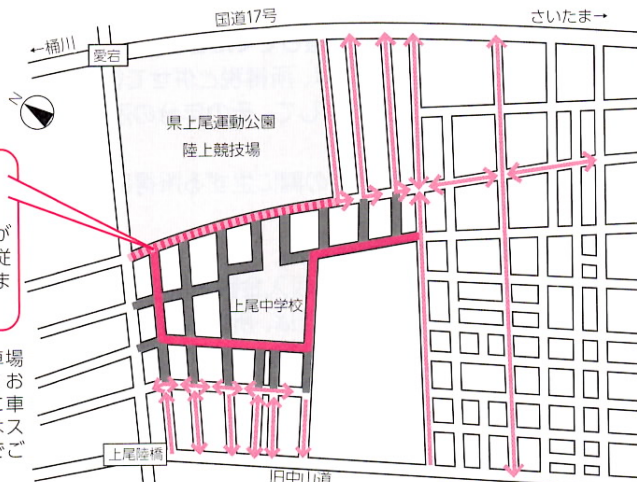 国道17号
さいたま→
←桶川
愛宕
N
県上尾運動公園
陸上競技場
が
従
ま
上尾中学校
車場
お
車
はス
でご
上尾陸橋
旧中山道